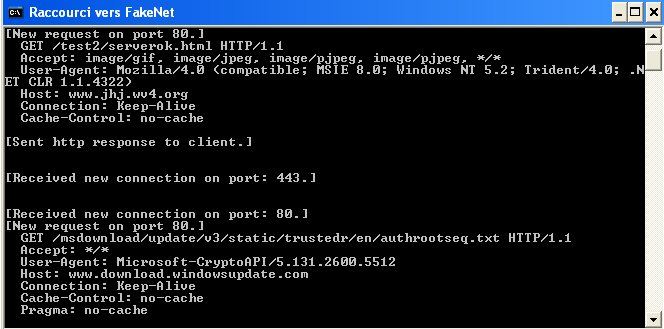 Raccourci vers FakeNet
[New request on port 80.]
GET /test2/serverok.html HTTP/1.1
Accept: image/gif, image/jpeg, image/pjpeg, image/pjpeg, */*
User-Agent: Mozilla/4.0 (compatible; MSIE 8.0; Windows NT 5.2; Trident/4.0; .N
ET CLR 1.1.4322)
Host: www.jhj.wv4.org
Connection: Keep-Alive
Cache-Control: no-cache
[Sent http response to client.]
[Received new connection on port: 443.]
[Received new connection on port: 80.]
[New request on port 80.]
GET /msdownload/update/v3/static/trustedr/en/authrootseq.txt HTTP/1.1
Accept: */*
User-Agent: Microsoft-CryptoAPI/5.131.2600.5512
Host: www.download.windowsupdate.com
Connection: Keep-Alive
Cache-Control: no-cache
Pragma: no-cache